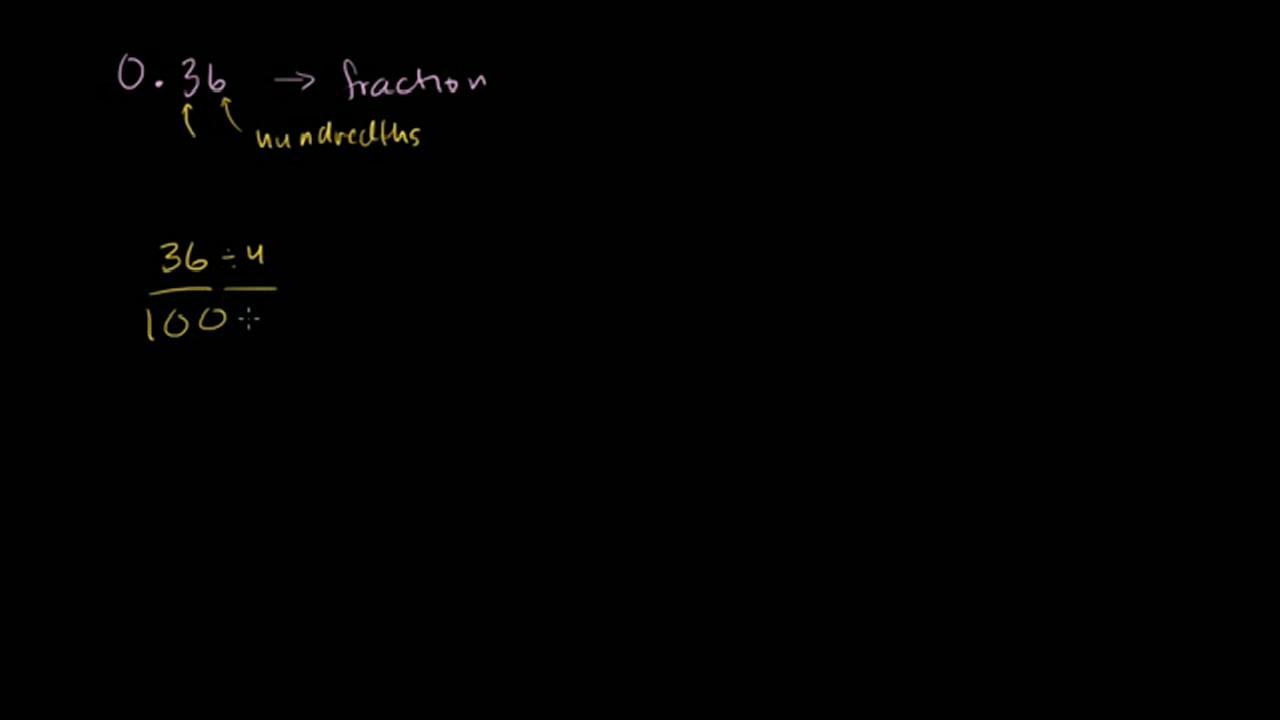 0.36 → fraction
hundredths
36 ÷ 4
100 ÷